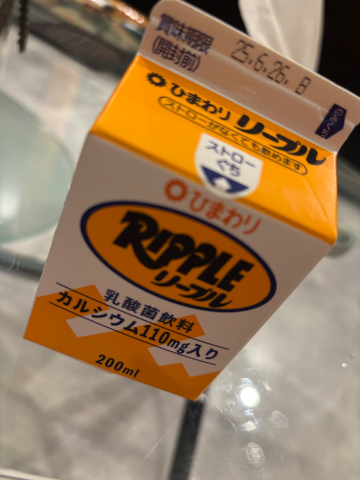 賞味期限
(開封前)
25.6.26. B
ひまわり リープル
ストローがなくても飲めます
ストロー
ぐち
ひまわり
RIPPLE
リープル
乳酸菌飲料
カルシウム110mg入り
200ml